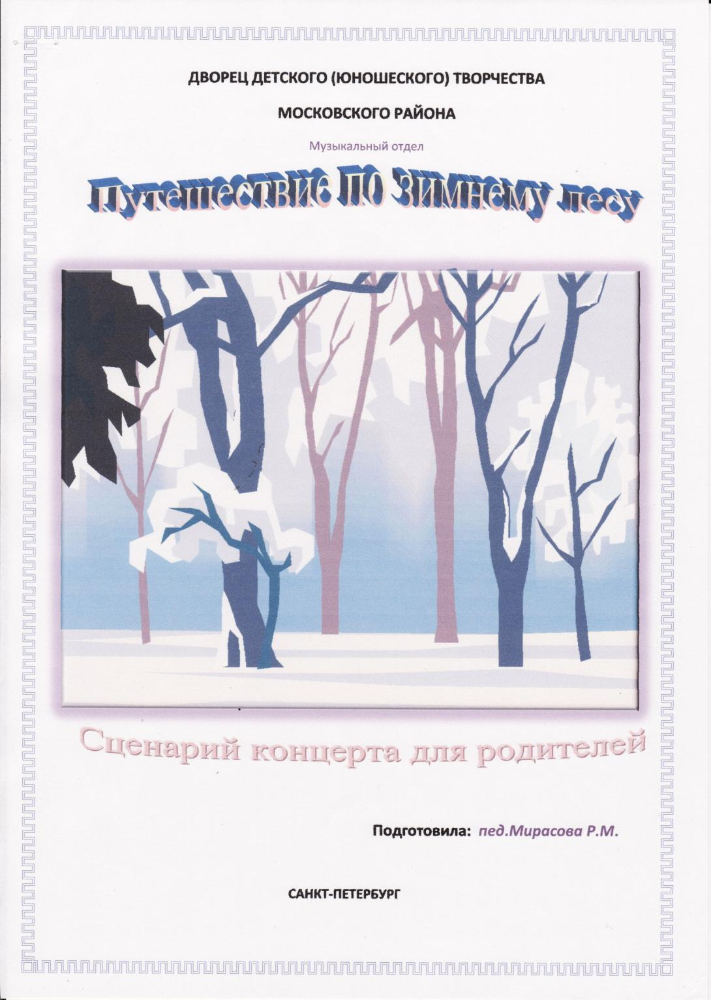 ДВОРЕЦ ДЕТСКОГО (ЮНОШЕСКОГО) ТВОРЧЕСТВА
МОСКОВСКОГО РАЙОНА
Музыкальный отдел
Путешествие по зимнему лесу
Сценарий концерта для родителей
Подготовила: пед.Мирасова Р.М.
САНКТ-ПЕТЕРБУРГ